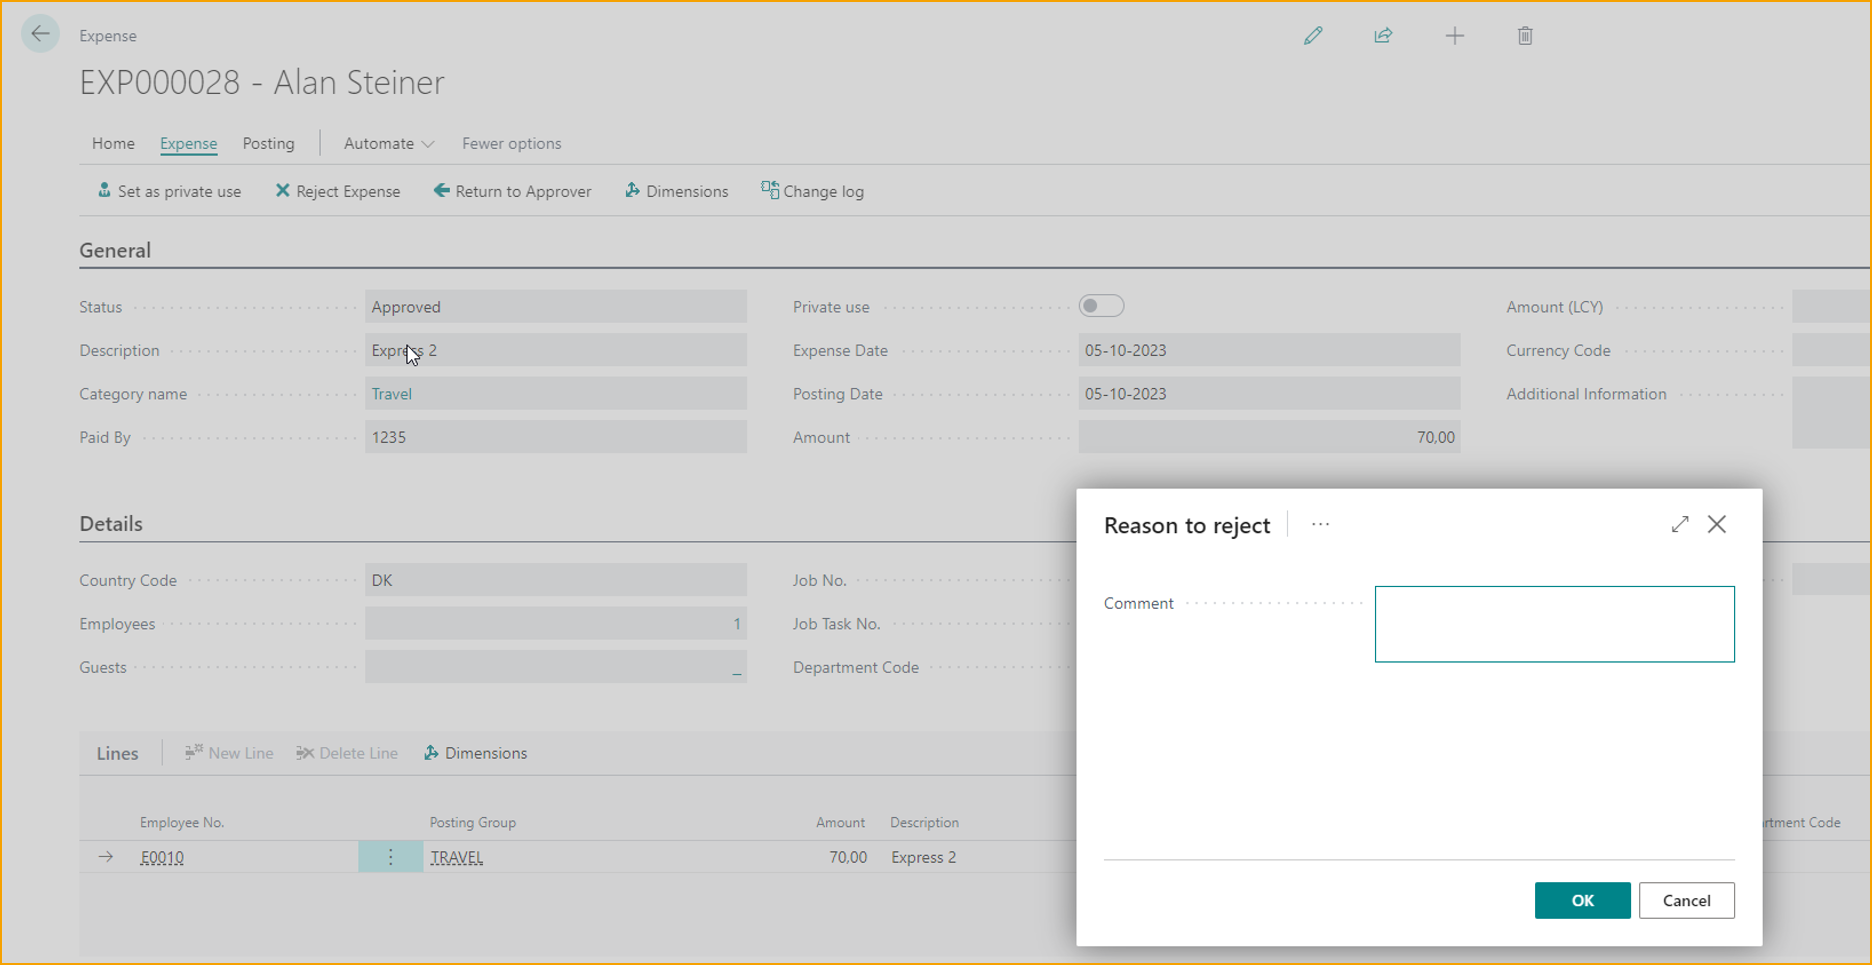 Expense
EXP000028 - Alan Steiner
Home Expense Posting Automate Fewer options
Set as private use Reject Expense Return to Approver Dimensions Change log
General
Status Approved Private use Amount (LCY)
Description Express 2 Expense Date 05-10-2023 Currency Code
Category name Travel Posting Date 05-10-2023 Additional Information
Paid By 1235 Amount 70,00
Details
Country Code DK Job No.
Employees 1 Job Task No.
Guests _ Department Code
Reason to reject ...
Comment
OK Cancel
Lines New Line Delete Line Dimensions
Employee No. Posting Group Amount Description rtment Code
E0010 TRAVEL 70,00 Express 2